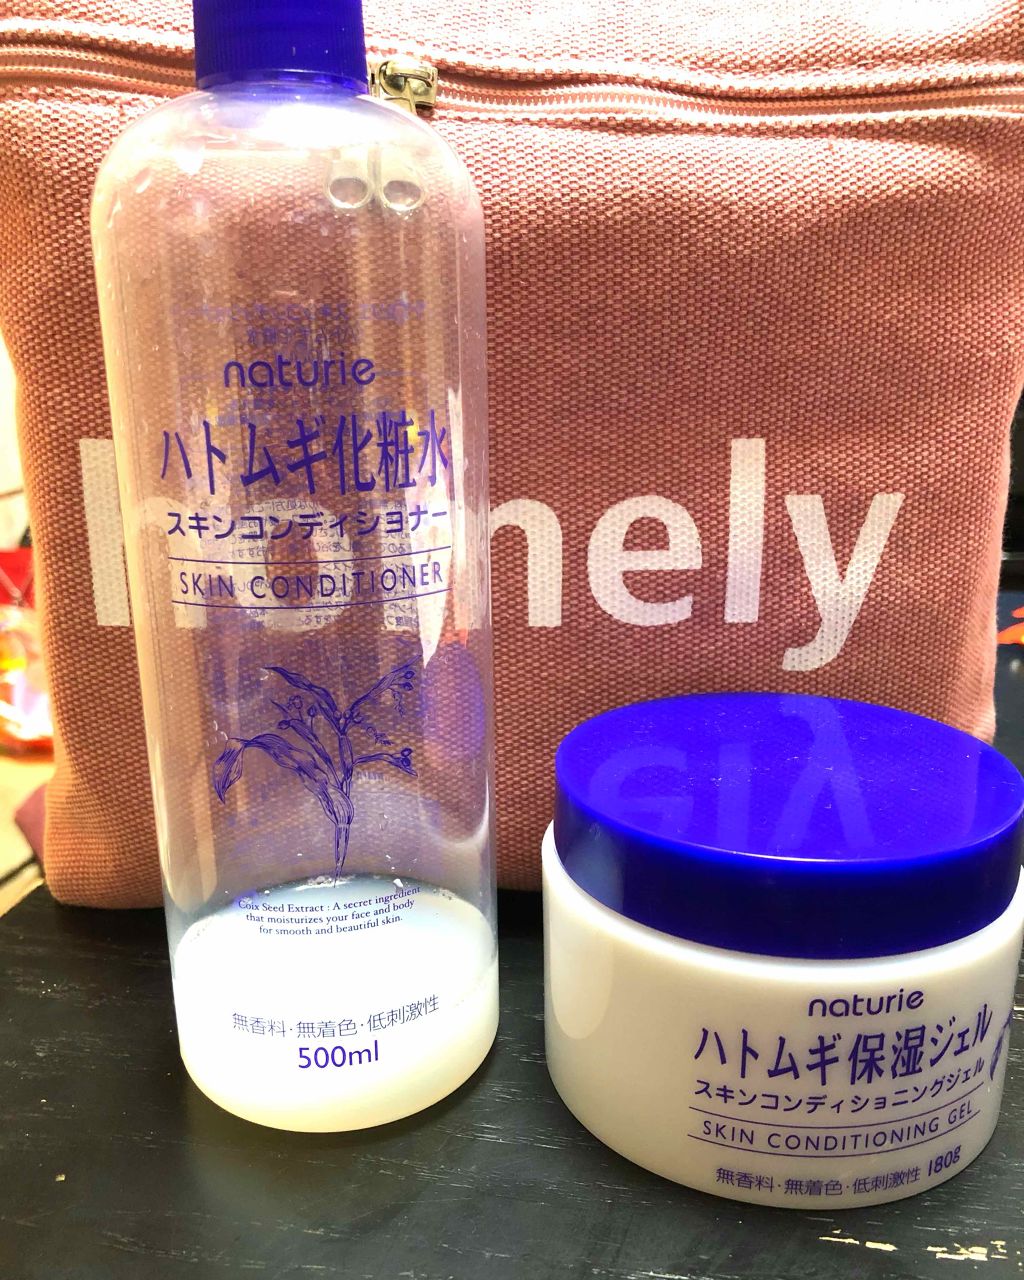 naturie
ハトムギ化粧水
スキンコンディショナー
SKIN CONDITIONER
Coix Seed Extract : A secret ingredient
that moisturizes your face and body
for smooth and beautiful skin.
無香料·無着色·低刺激性
500ml
naturie
ハトムギ保湿ジェル
スキンコンディショニングジェル
SKIN CONDITIONING GEL
無香料·無着色·低刺激性 180g